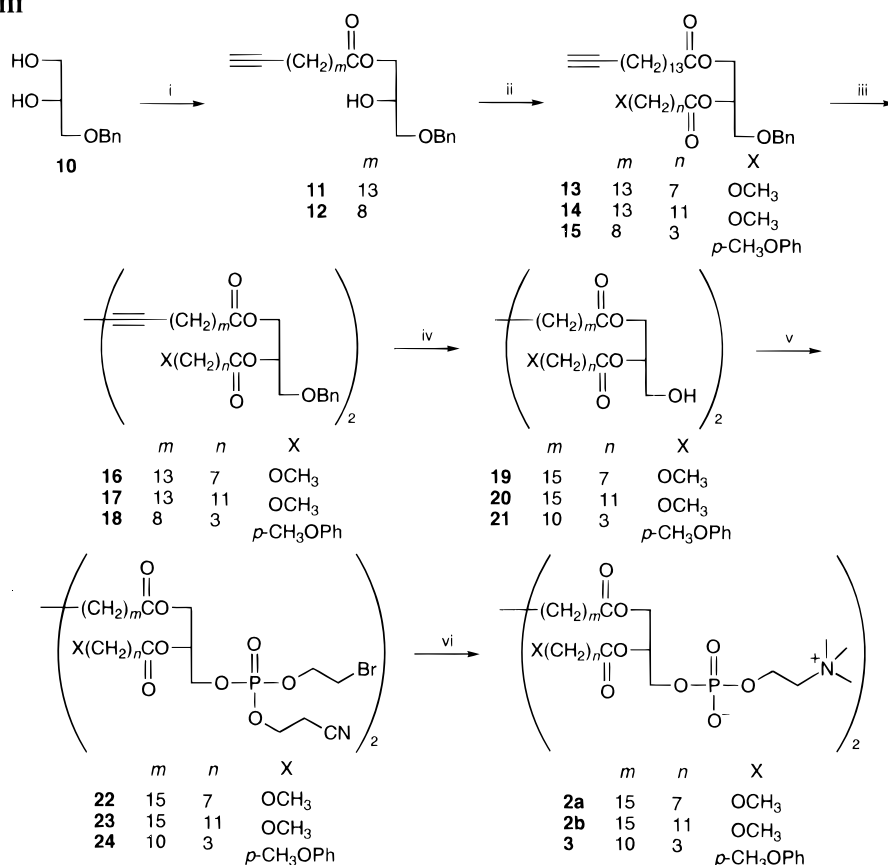 III
O
HO
≡—(CH2)mCO
i
HO
HO
OBn
OBn
10
m
11 13
12 8
ii
O
≡—(CH2)13CO
X(CH2)nCO
O
OBn
iii
m n X
13 13 7 OCH3
14 13 11 OCH3
15 8 3 p-CH3OPh
O
≡—(CH2)mCO
X(CH2)nCO
O
OBn
2
iv
O
(CH2)mCO
X(CH2)nCO
O
OH
2
v
m n X
16 13 7 OCH3
17 13 11 OCH3
18 8 3 p-CH3OPh
m n X
19 15 7 OCH3
20 15 11 OCH3
21 10 3 p-CH3OPh
O
(CH2)mCO
X(CH2)nCO
O
O
O–P–O
Br
O
CN
2
vi
O
(CH2)mCO
X(CH2)nCO
O
O
O–P–O
N+
O−
2
m n X
22 15 7 OCH3
23 15 11 OCH3
24 10 3 p-CH3OPh
m n X
2a 15 7 OCH3
2b 15 11 OCH3
3 10 3 p-CH3OPh